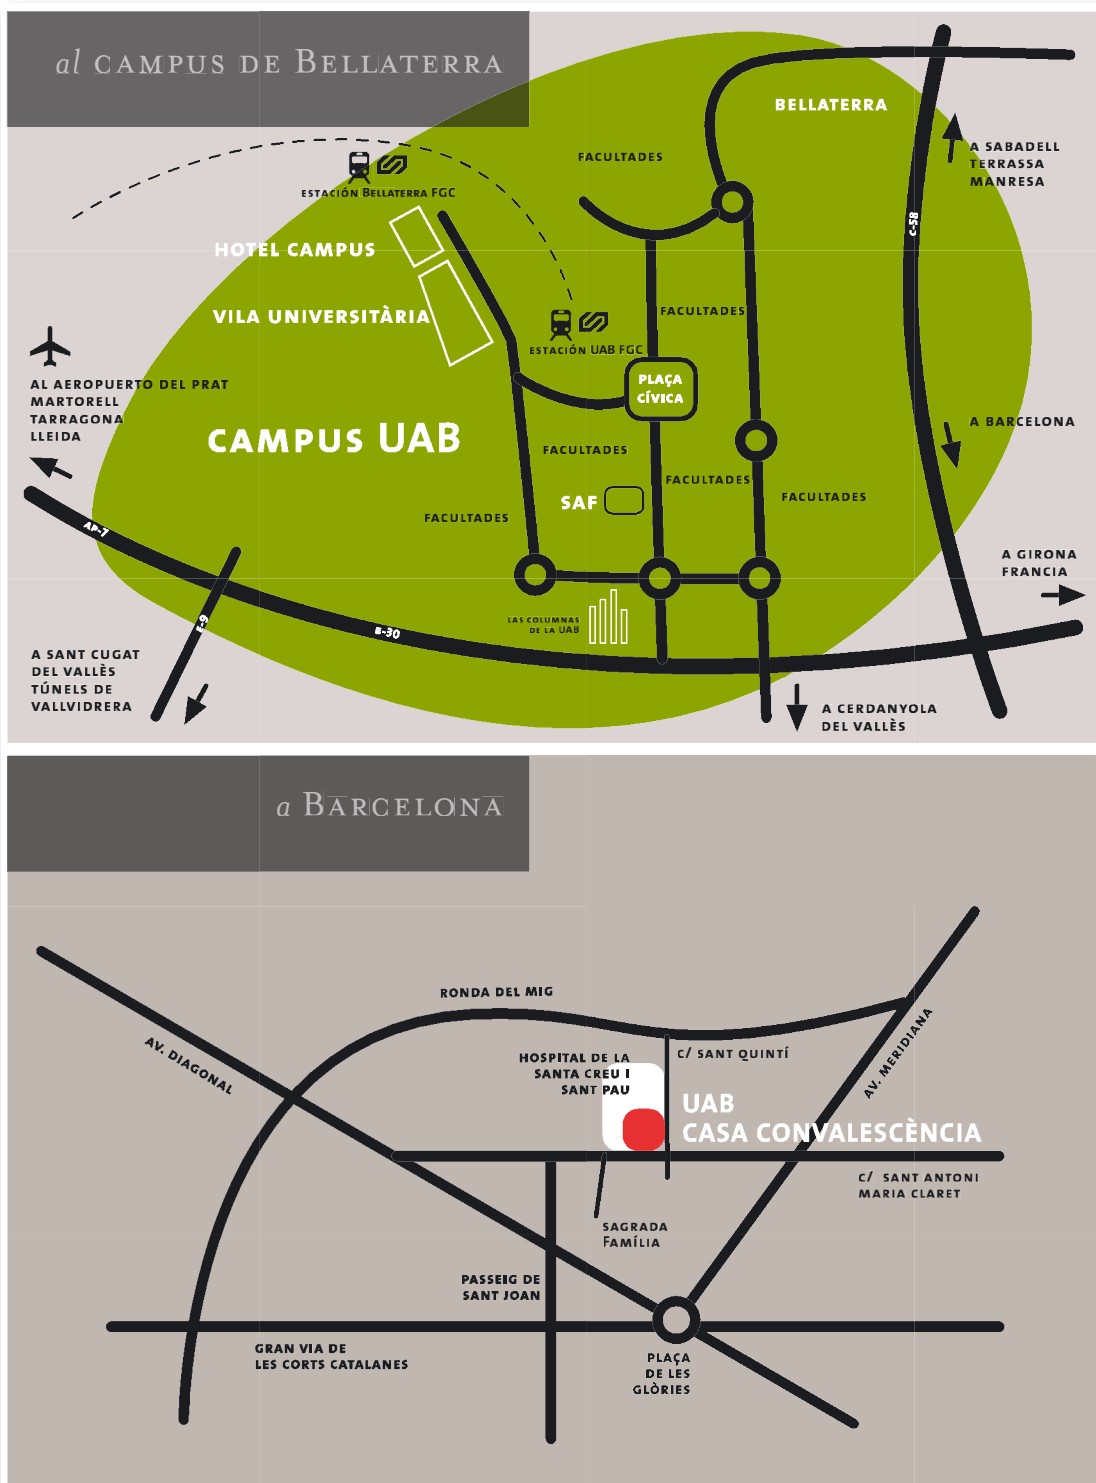 al CAMPUS DE BELLATERRA
BELLATERRA
FACULTADES
A SABADELL
TERRASSA
MANRESA
ESTACIÓN BELLATERRA FGC
C-58
HOTEL CAMPUS
VILA UNIVERSITÀRIA
FACULTADES
ESTACIÓN UAB FGC
PLAÇA
CÍVICA
AL AEROPUERTO DEL PRAT
MARTORELL
TARRAGONA
LLEIDA
A BARCELONA
CAMPUS UAB
FACULTADES
FACULTADES
FACULTADES
SAF
FACULTADES
AP-7
A GIRONA
FRANCIA
LAS COLUMNAS
DE LA UAB
E-9
B-30
A SANT CUGAT
DEL VALLÈS
TÚNELS DE
VALLVIDRERA
A CERDANYOLA
DEL VALLÈS
a BARCELONA
RONDA DEL MIG
AV. DIAGONAL
HOSPITAL DE LA
SANTA CREU I
SANT PAU
C/ SANT QUINTÍ
AV. MERIDIANA
UAB
CASA CONVALESCÈNCIA
C/ SANT ANTONI
MARIA CLARET
SAGRADA
FAMÍLIA
PASSEIG DE
SANT JOAN
GRAN VIA DE
LES CORTS CATALANES
PLAÇA
DE LES
GLÒRIES